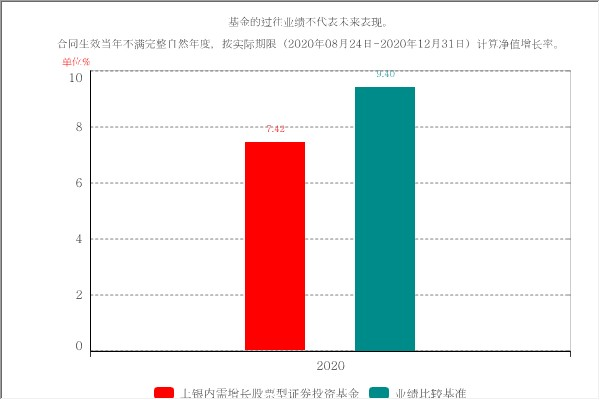 基金的过往业绩不代表未来表现。
合同生效当年不满完整自然年度，按实际期限（2020年08月24日-2020年12月31日）计算净值增长率。
单位%
10
8
6
4
2
0
7.42
9.40
2020
上银内需增长股票型证券投资基金
业绩比较基准